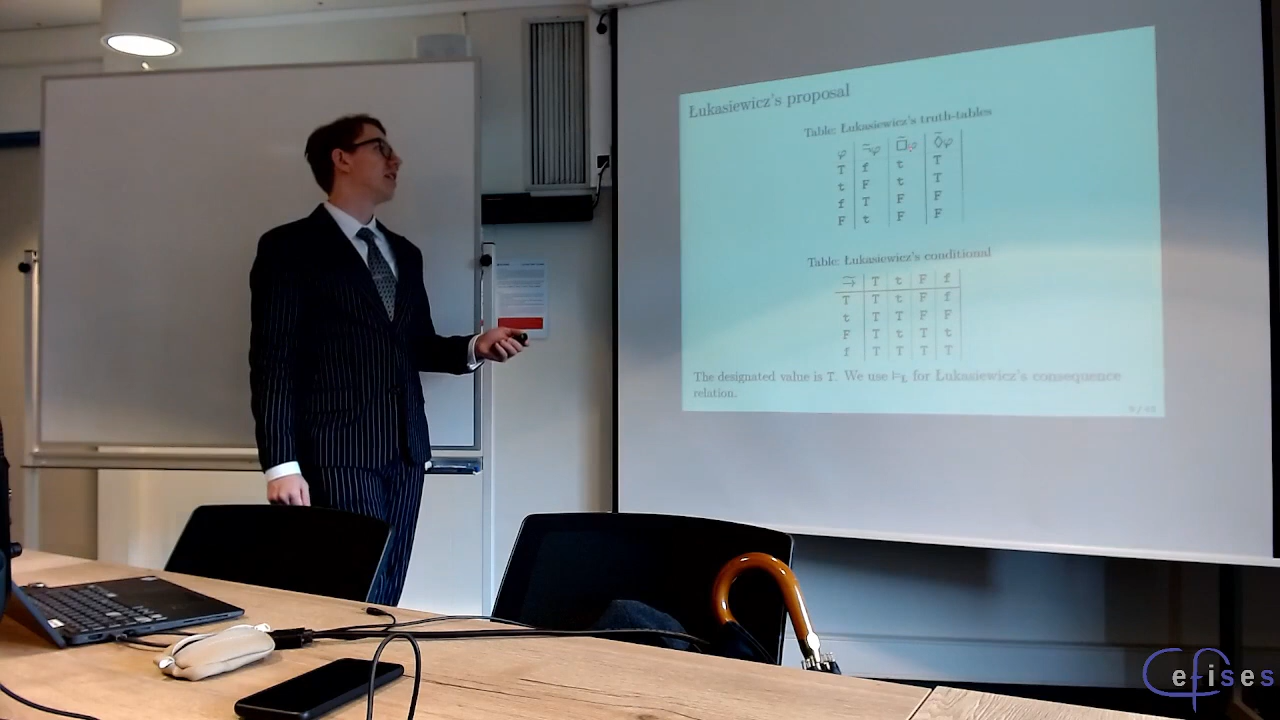 Łukasiewicz's proposal
Table: Łukasiewicz's truth-tables
φ ¬̃φ □̃φ ◊̃φ
T f t T
t F t T
f T F F
F t F F
Table: Łukasiewicz's conditional
→̃ T t F f
T T t F f
t T T F F
F T t T t
f T T T T
The designated value is T. We use ⊨Ł for Łukasiewicz's consequence
relation.
Cefises